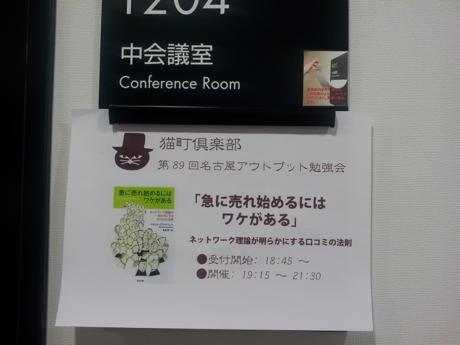 1204
中会議室
Conference Room
猫町倶楽部
第89回名古屋アウトプット勉強会
急に売れ始めるには
ワケがある
「急に売れ始めるには
ワケがある」
ネットワーク理論が明らかにする口コミの法則
●受付開始: 18:45 ～
●開催: 19:15 ～ 21:30